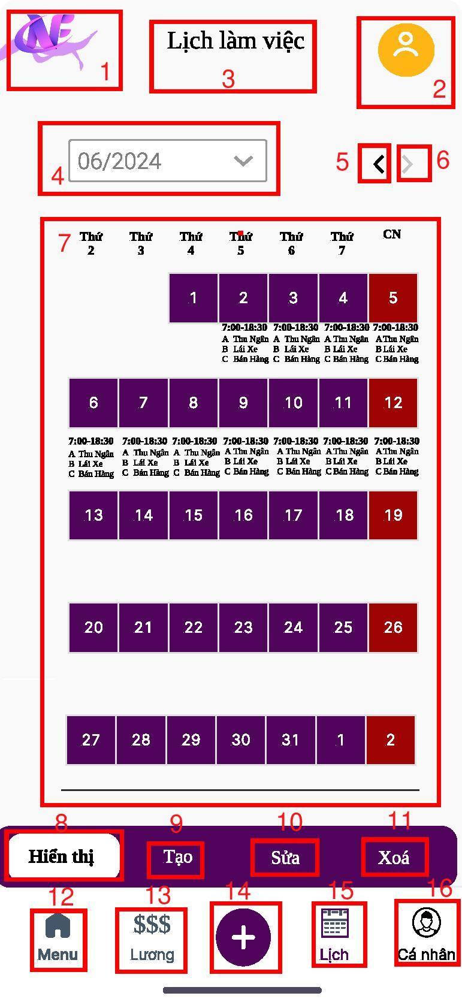 NE
1
Lịch làm việc
3
2
06/2024
4
5
6
7
Thứ 2 Thứ 3 Thứ 4 Thứ 5 Thứ 6 Thứ 7 CN
1 2 3 4 5
7:00-18:30 7:00-18:30 7:00-18:30 7:00-18:30
A Thu Ngân A Thu Ngân A Thu Ngân A Thu Ngân
B Lái Xe B Lái Xe B Lái Xe B Lái Xe
C Bán Hàng C Bán Hàng C Bán Hàng C Bán Hàng
6 7 8 9 10 11 12
7:00-18:30 7:00-18:30 7:00-18:30 7:00-18:30 7:00-18:30 7:00-18:30 7:00-18:30
A Thu Ngân A Thu Ngân A Thu Ngân A Thu Ngân A Thu Ngân A Thu Ngân A Thu Ngân
B Lái Xe B Lái Xe B Lái Xe B Lái Xe B Lái Xe B Lái Xe B Lái Xe
C Bán Hàng C Bán Hàng C Bán Hàng C Bán Hàng C Bán Hàng C Bán Hàng C Bán Hàng
13 14 15 16 17 18 19
20 21 22 23 24 25 26
27 28 29 30 31 1 2
8 9 10 11
Hiển thị Tạo Sửa Xoá
12 13 14 15 16
$$$
Menu Lương Lịch Cá nhân